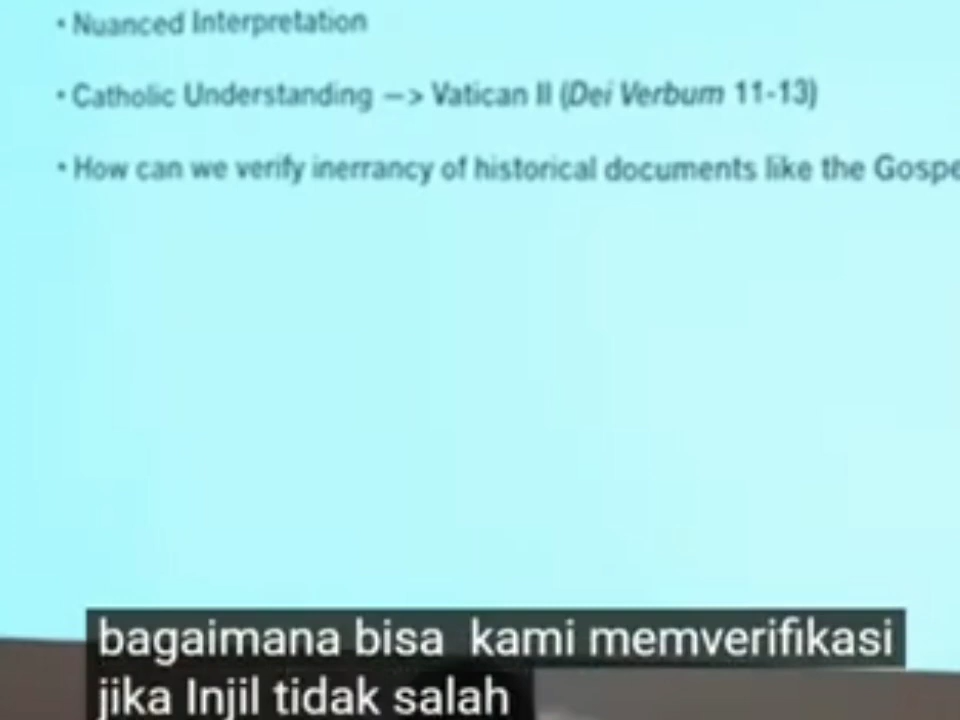 • Nuanced Interpretation
• Catholic Understanding —> Vatican II (Dei Verbum 11-13)
• How can we verify inerrancy of historical documents like the Gospe
bagaimana bisa kami memverifikasi
jika Injil tidak salah